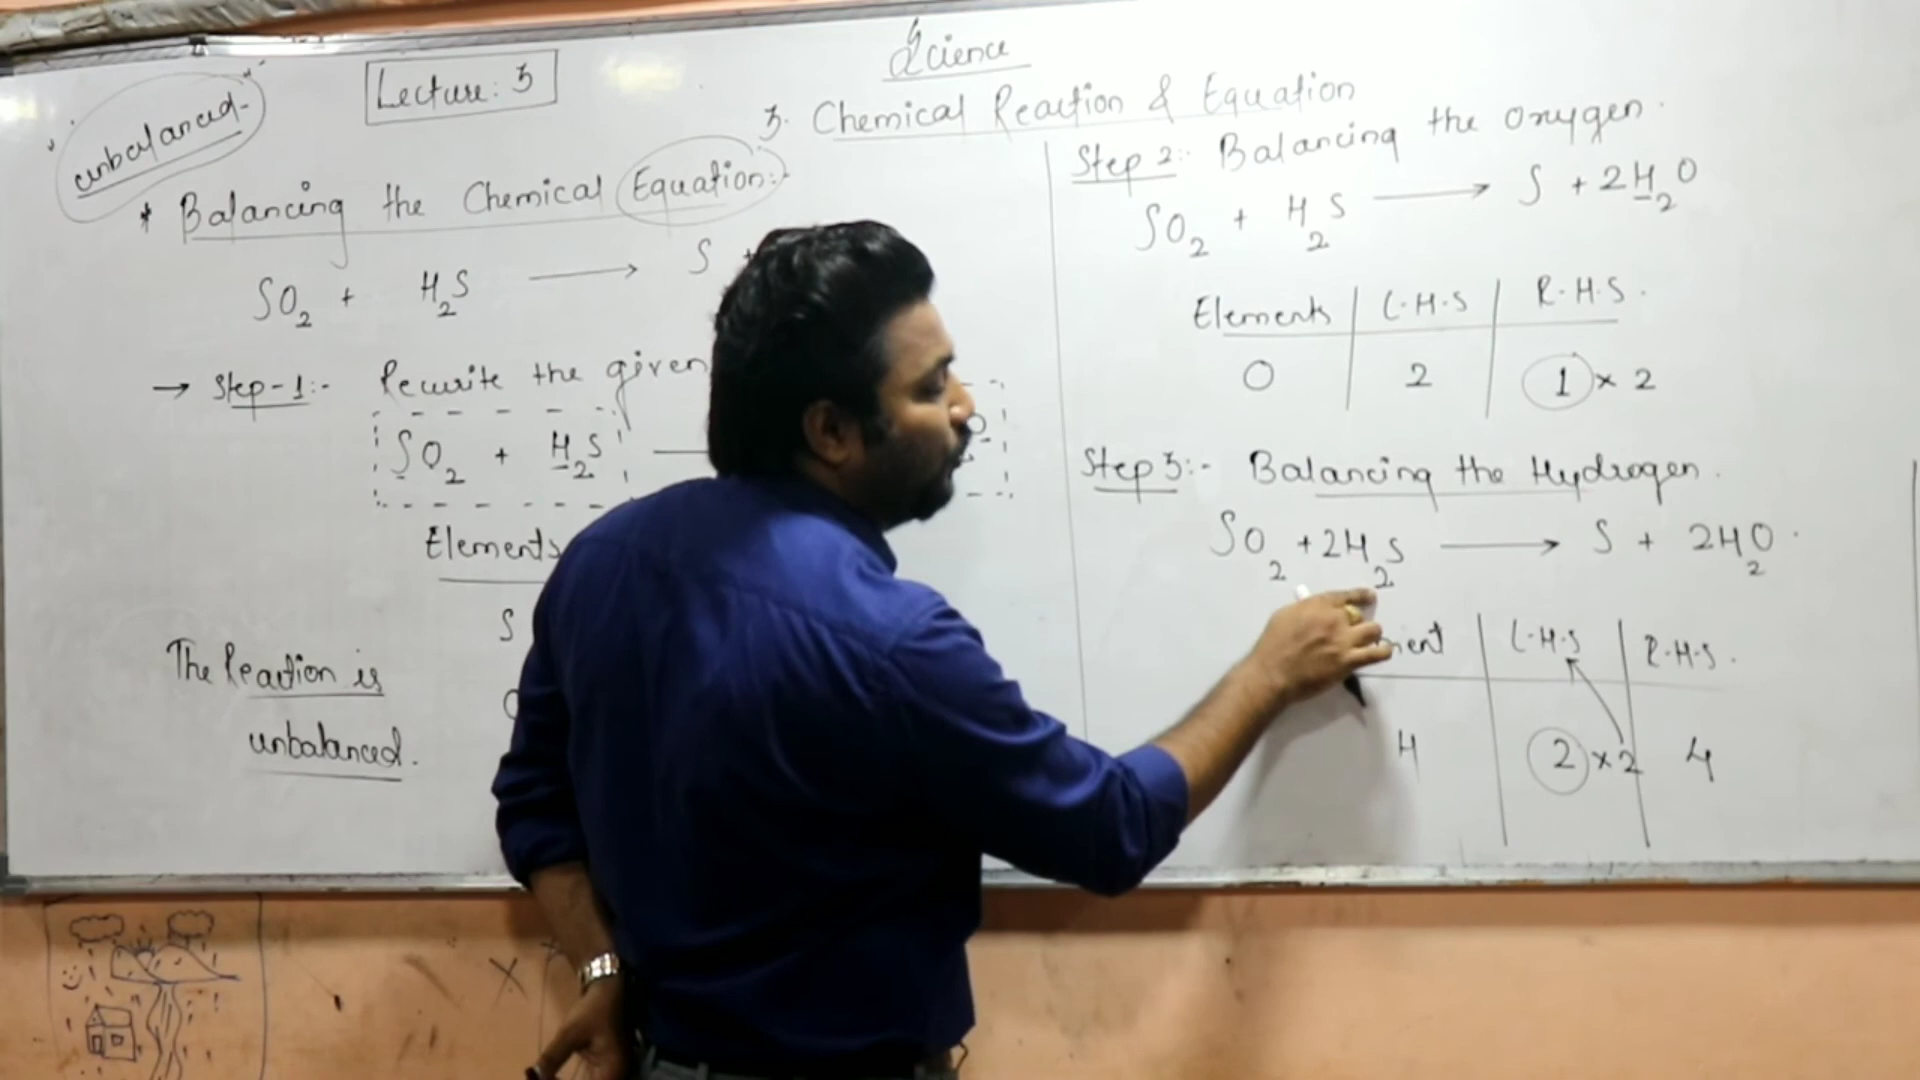 Science
Lecture: 3
3. Chemical Reaction & Equation
unbalanced.
* Balancing the Chemical Equation:-
SO2 + H2S → S +
→ Step-1:- Rewrite the given
SO2 + H2S
Elements
S
O
The Reaction is
unbalanced.
Step 2:- Balancing the Oxygen.
SO2 + H2S → S + 2H2O
Elements L.H.S R.H.S.
O 2 1 × 2
Step 3:- Balancing the Hydrogen.
SO2 + 2H2S → S + 2H2O.
ment L.H.S R.H.S.
H 2 × 2 4